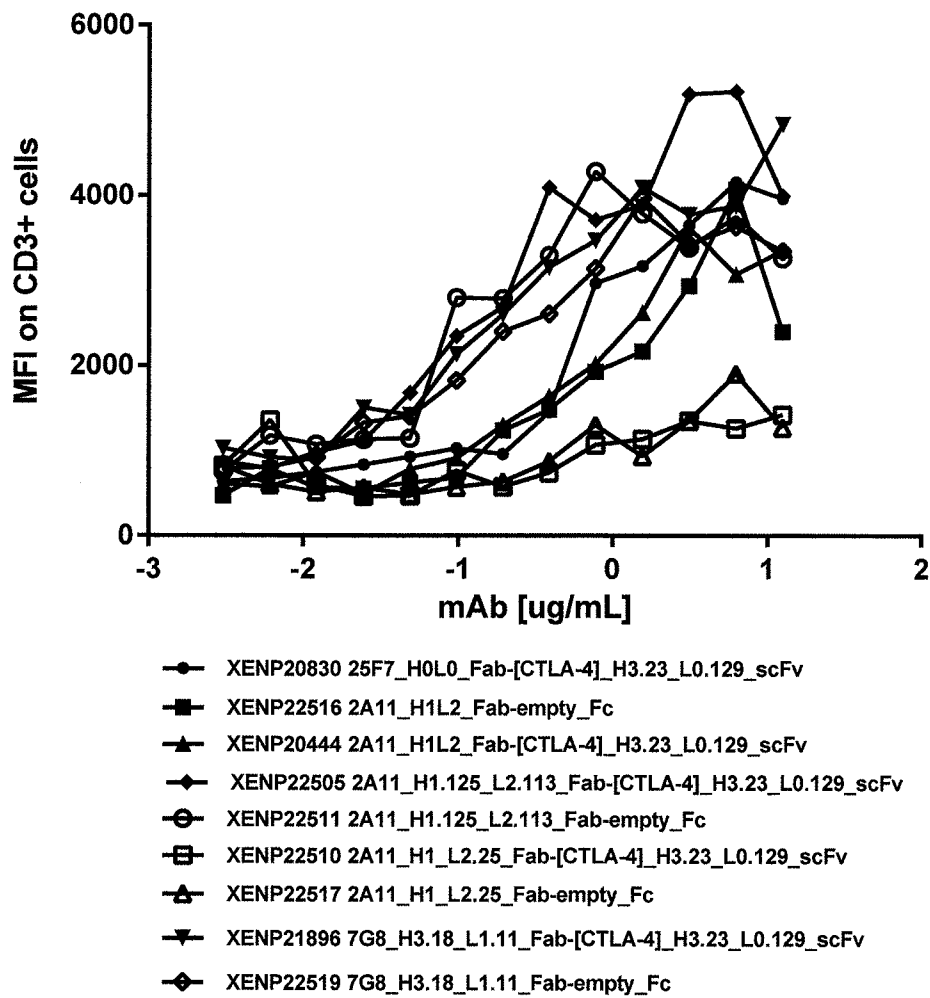 6000
4000
2000
0
MFI on CD3+ cells
-3 -2 -1 0 1 2
mAb [ug/mL]
XENP20830 25F7_H0L0_Fab-[CTLA-4]_H3.23_L0.129_scFv
XENP22516 2A11_H1L2_Fab-empty_Fc
XENP20444 2A11_H1L2_Fab-[CTLA-4]_H3.23_L0.129_scFv
XENP22505 2A11_H1.125_L2.113_Fab-[CTLA-4]_H3.23_L0.129_scFv
XENP22511 2A11_H1.125_L2.113_Fab-empty_Fc
XENP22510 2A11_H1_L2.25_Fab-[CTLA-4]_H3.23_L0.129_scFv
XENP22517 2A11_H1_L2.25_Fab-empty_Fc
XENP21896 7G8_H3.18_L1.11_Fab-[CTLA-4]_H3.23_L0.129_scFv
XENP22519 7G8_H3.18_L1.11_Fab-empty_Fc